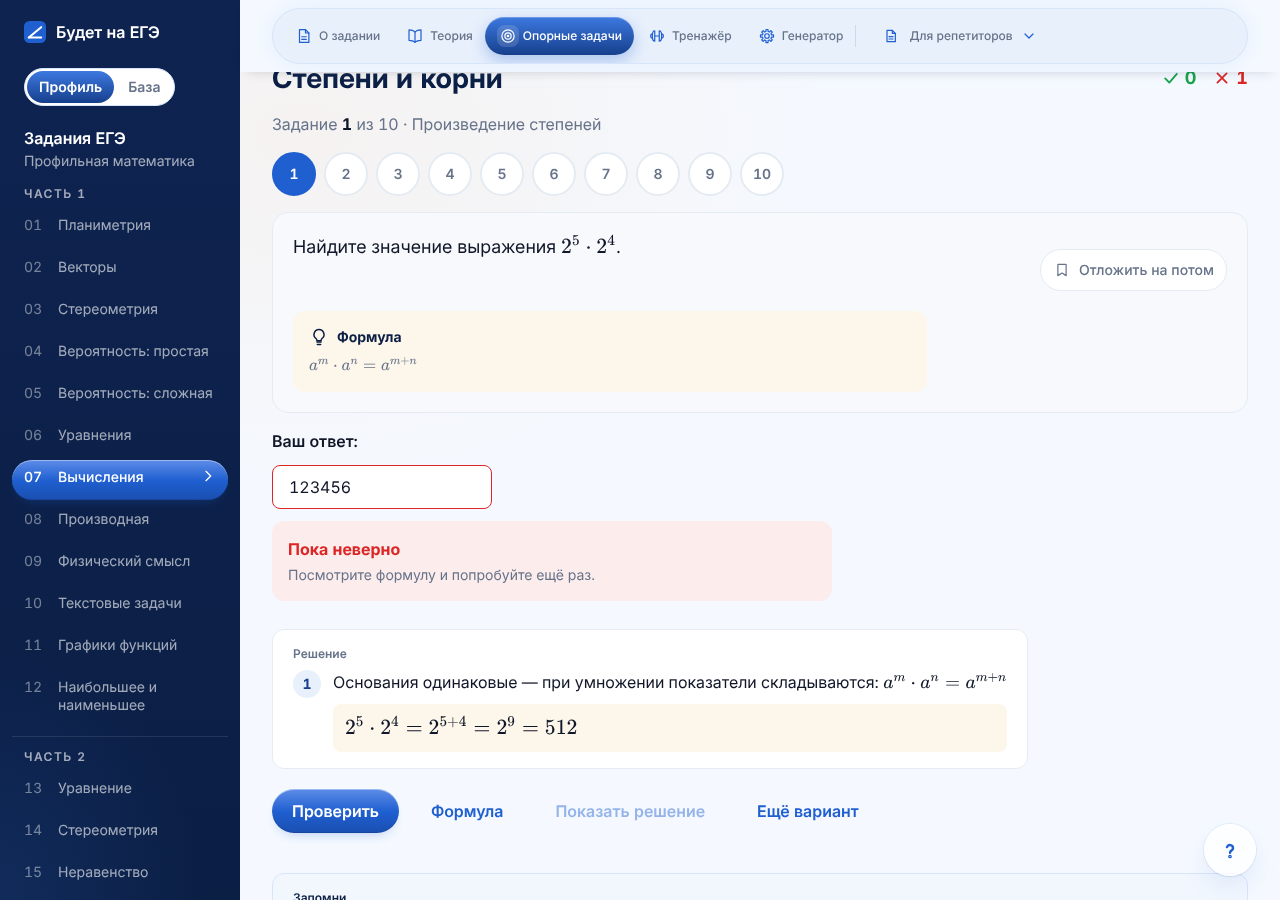 Будет на ЕГЭ
Профиль База
Задания ЕГЭ
Профильная математика
ЧАСТЬ 1
01 Планиметрия
02 Векторы
03 Стереометрия
04 Вероятность: простая
05 Вероятность: сложная
06 Уравнения
07 Вычисления
08 Производная
09 Физический смысл
10 Текстовые задачи
11 Графики функций
12 Наибольшее и
наименьшее
ЧАСТЬ 2
13 Уравнение
14 Стереометрия
15 Неравенство
О задании Теория Опорные задачи Тренажёр Генератор Для репетиторов
Степени и корни 0 1
Задание 1 из 10 · Произведение степеней
1 2 3 4 5 6 7 8 9 10
Найдите значение выражения 2⁵ · 2⁴.
Отложить на потом
Формула
aᵐ · aⁿ = aᵐ⁺ⁿ
Ваш ответ:
123456
Пока неверно
Посмотрите формулу и попробуйте ещё раз.
Решение
1 Основания одинаковые — при умножении показатели складываются: aᵐ · aⁿ = aᵐ⁺ⁿ
2⁵ · 2⁴ = 2⁵⁺⁴ = 2⁹ = 512
Проверить Формула Показать решение Ещё вариант
?
Запомни